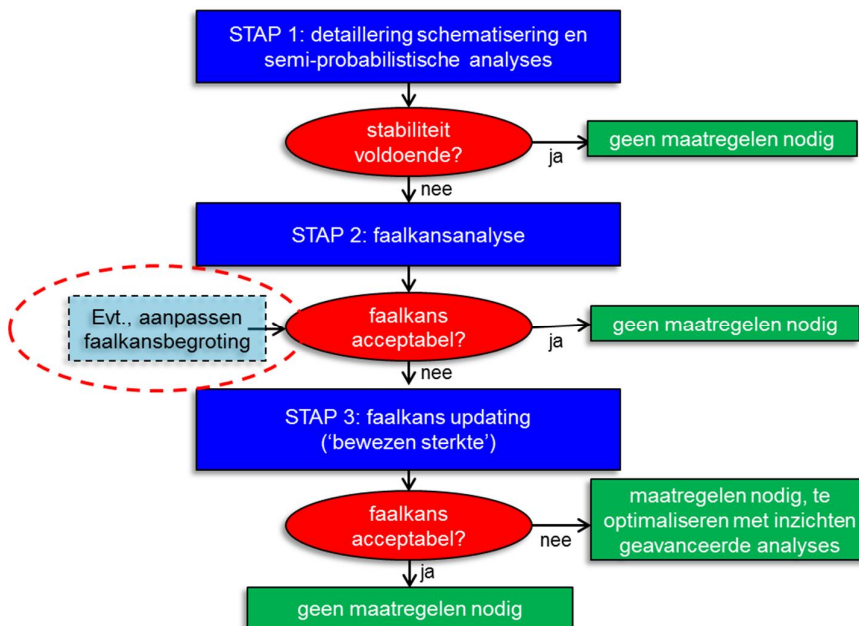 STAP 1: detaillering schematisering en
semi-probabilistische analyses
stabiliteit
voldoende?
ja
geen maatregelen nodig
nee
STAP 2: faalkansanalyse
Evt., aanpassen
faalkansbegroting
faalkans
acceptabel?
ja
geen maatregelen nodig
nee
STAP 3: faalkans updating
(‘bewezen sterkte’)
faalkans
acceptabel?
nee
maatregelen nodig, te
optimaliseren met inzichten
geavanceerde analyses
ja
geen maatregelen nodig